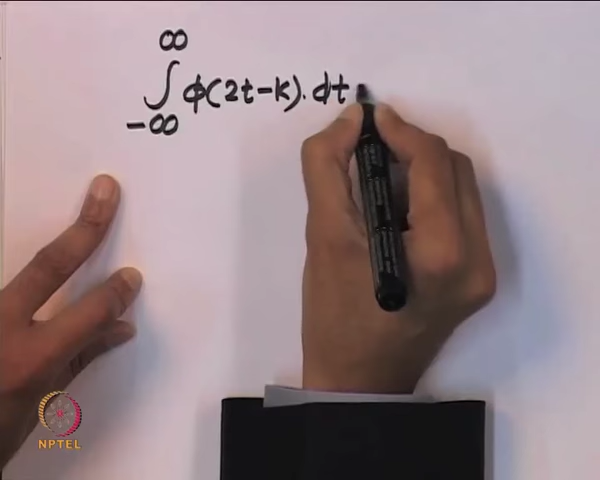 ∞
∫ φ(2t-k).dt
-∞
NPTEL